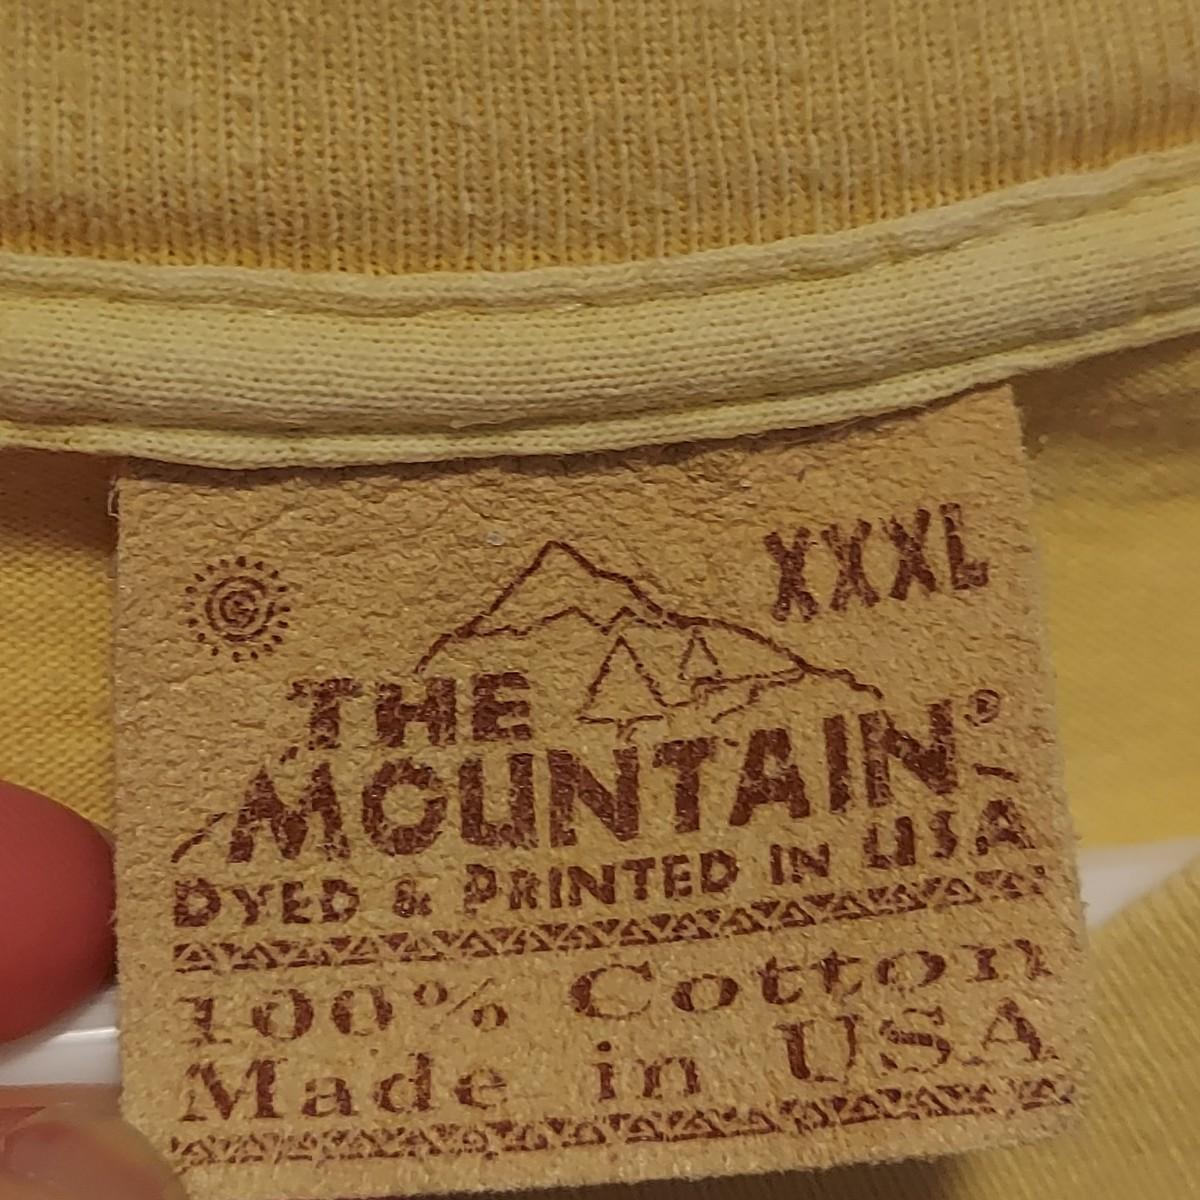 XXXL
THE
MOUNTAIN®
DYED & PRINTED IN USA
100% Cotton
Made in USA